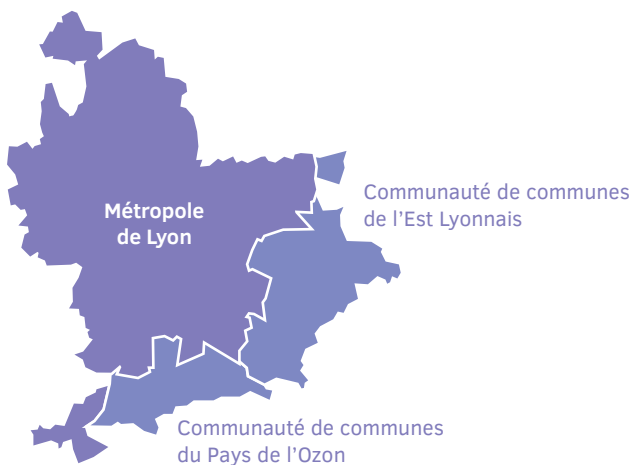 Métropole
de Lyon
Communauté de communes
de l'Est Lyonnais
Communauté de communes
du Pays de l'Ozon